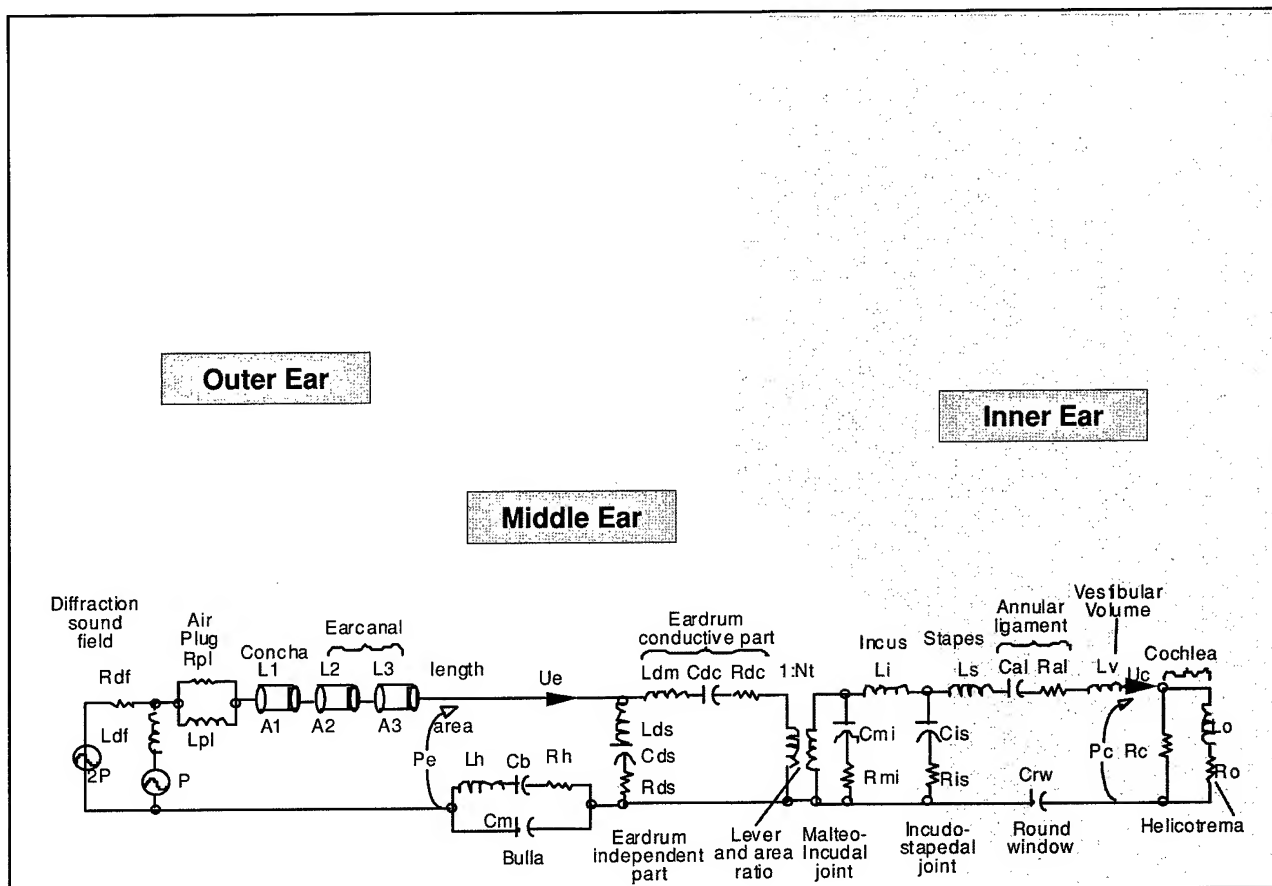 Outer Ear
Inner Ear
Middle Ear
Diffraction
sound
field
Air
Plug
Rpl
Concha
Earcanal
L1
L2
L3
length
Rdf
Ldf
2P
P
Lpl
A1
A2
A3
area
Ue
Pe
Lh
Cb
Rh
Cm
Bulla
Eardrum
conductive part
Ldm
Cdc
Rdc
1:Nt
Lds
Cds
Rds
Eardrum
independent
part
Lever
and area
ratio
Malteo-
Incudal
joint
Incus
Li
Stapes
Ls
Cmi
Rmi
Cis
Ris
Incudo-
stapedal
joint
Annular
ligament
Cal
Ral
Vestibular
Volume
Lv
Uc
Cochlea
Crw
Round
window
Pc
Rc
Lo
Ro
Helicotrema